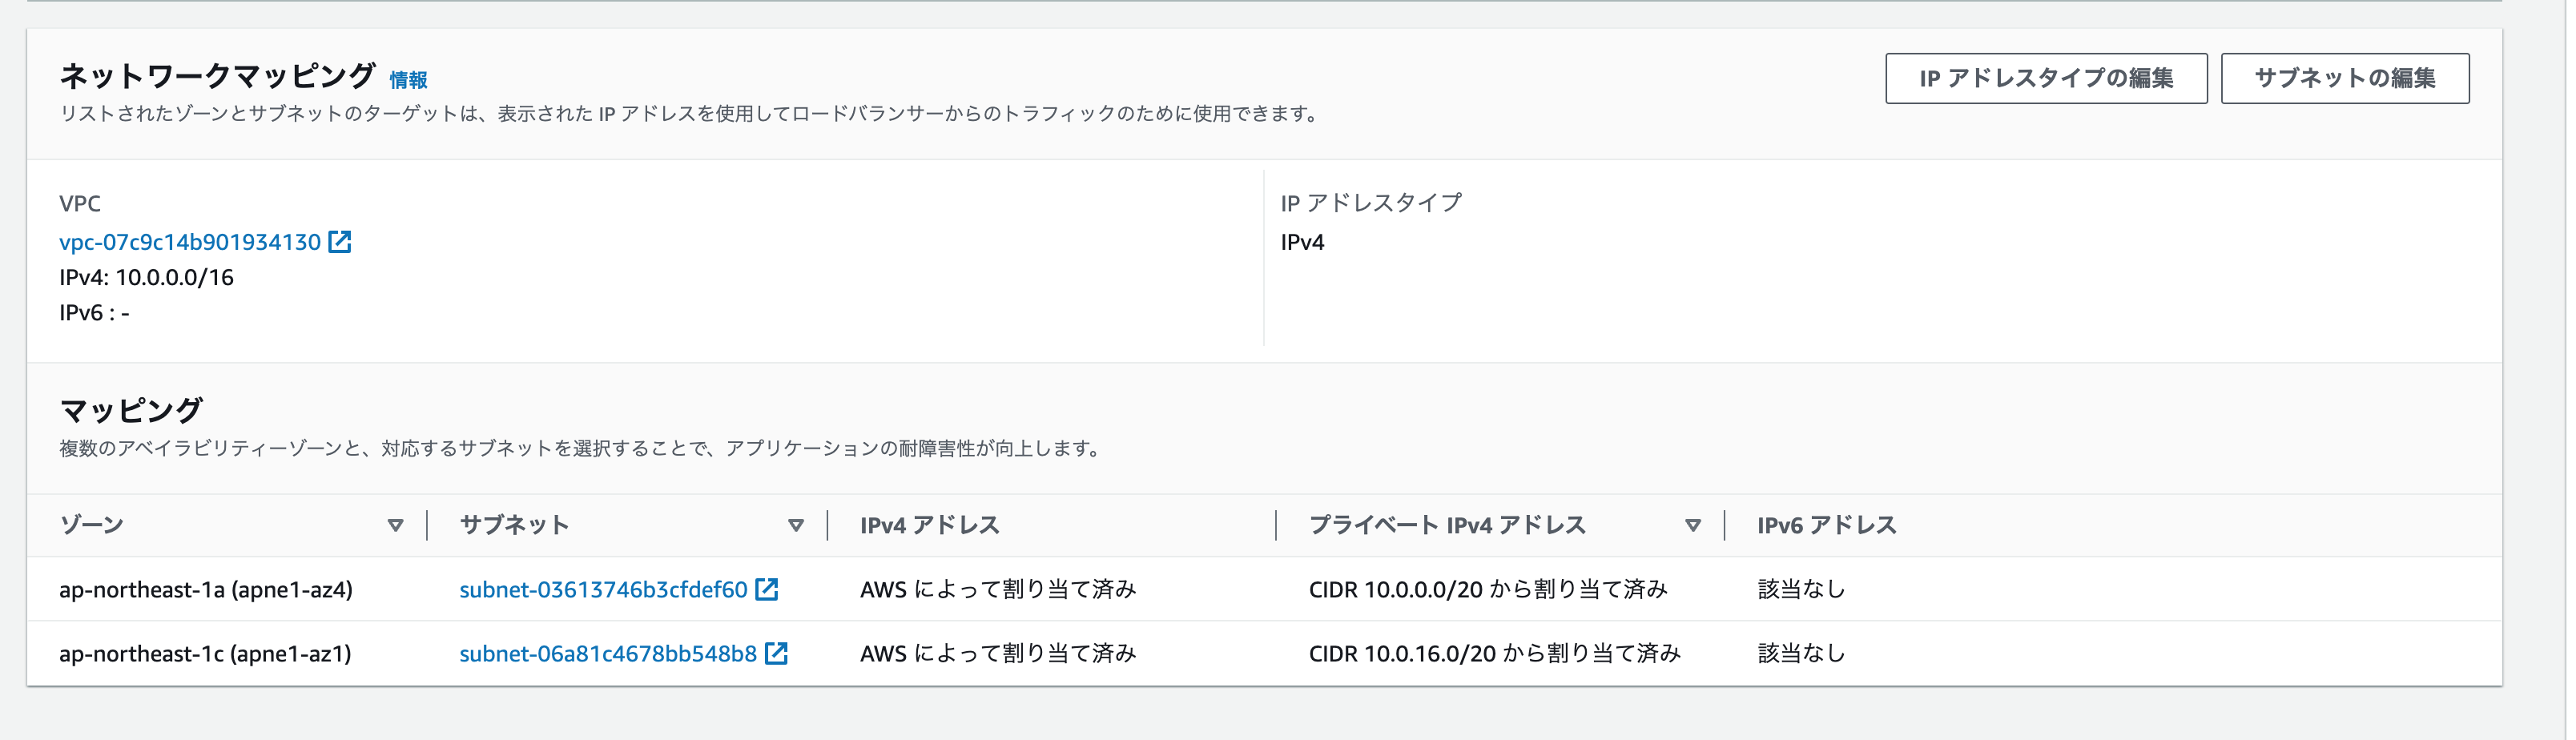 ネットワークマッピング 情報
IP アドレスタイプの編集
サブネットの編集
リストされたゾーンとサブネットのターゲットは、表示された IP アドレスを使用してロードバランサーからのトラフィックのために使用できます。
VPC
vpc-07c9c14b901934130
IPv4: 10.0.0.0/16
IPv6 : -
IP アドレスタイプ
IPv4
マッピング
複数のアベイラビリティーゾーンと、対応するサブネットを選択することで、アプリケーションの耐障害性が向上します。
ゾーン サブネット IPv4 アドレス プライベート IPv4 アドレス IPv6 アドレス
ap-northeast-1a (apne1-az4) subnet-03613746b3cfdef60 AWS によって割り当て済み CIDR 10.0.0.0/20 から割り当て済み 該当なし
ap-northeast-1c (apne1-az1) subnet-06a81c4678bb548b8 AWS によって割り当て済み CIDR 10.0.16.0/20 から割り当て済み 該当なし